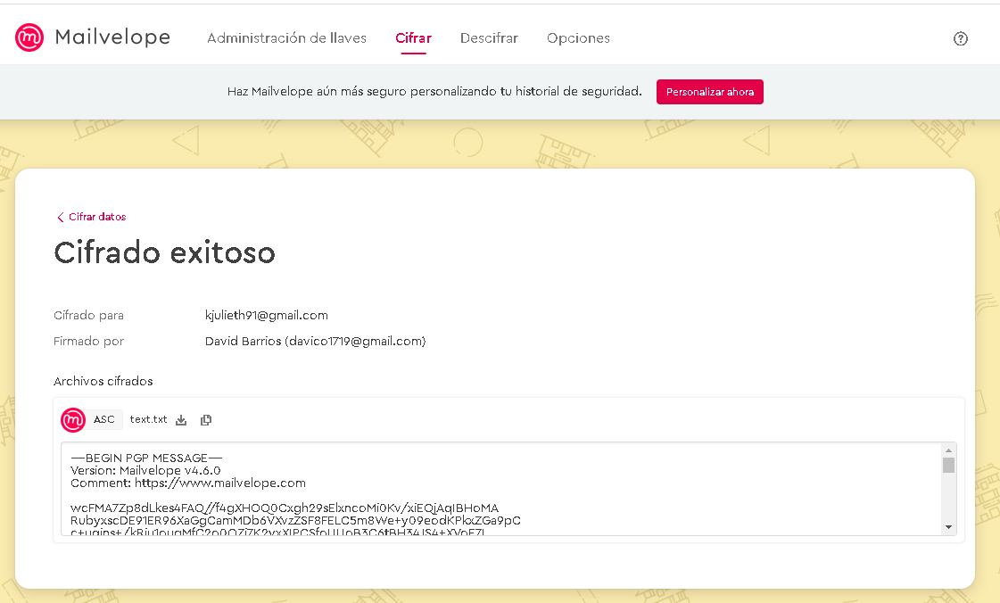 Mailvelope
Administración de llaves
Cifrar
Descifrar
Opciones
Haz Mailvelope aún más seguro personalizando tu historial de seguridad.
Personalizar ahora
Cifrar datos
Cifrado exitoso
Cifrado para kjulieth91@gmail.com
Firmado por David Barrios (davico1719@gmail.com)
Archivos cifrados
ASC text.txt
-----BEGIN PGP MESSAGE-----
Version: Mailvelope v4.6.0
Comment: https://www.mailvelope.com
wcFMA7Zp8dLkes4FAQ//f4gXHOQ0Cxgh29sElxncoMi0Kv/xiEQjAqIBHoMA
RubyxscDE91ER96XaGgCamMDb6VXvzZSF8FELC5m8We+y09eodKPkxZGa9pC